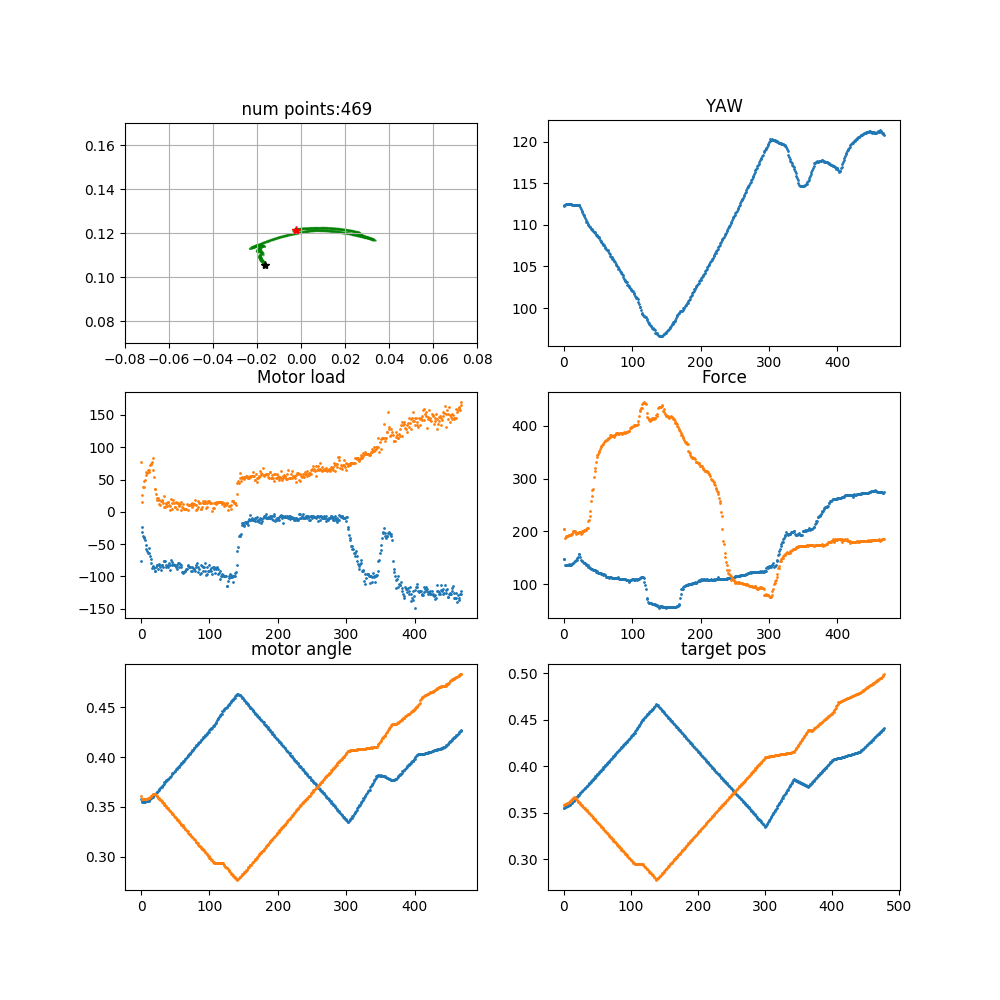 num points:469
0.16
0.14
0.12
0.10
0.08
−0.08 −0.06 −0.04 −0.02 0.00 0.02 0.04 0.06 0.08
YAW
120
115
110
105
100
0 100 200 300 400
Motor load
150
100
50
0
−50
−100
−150
0 100 200 300 400
Force
400
300
200
100
0 100 200 300 400
motor angle
0.45
0.40
0.35
0.30
0 100 200 300 400
target pos
0.50
0.45
0.40
0.35
0.30
0 100 200 300 400 500